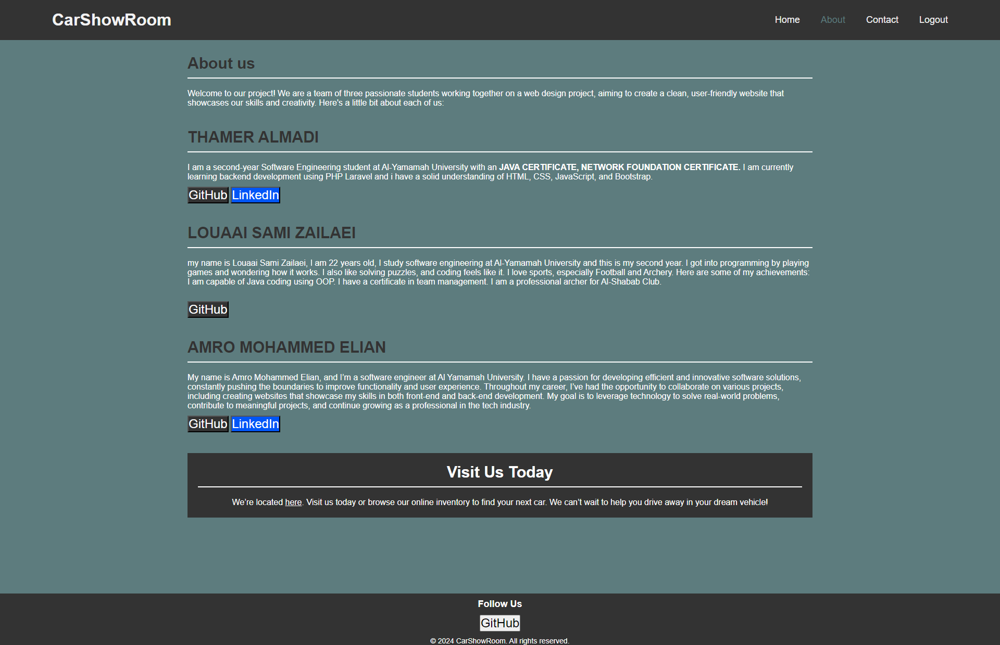 CarShowRoom
Home About Contact Logout
About us
Welcome to our project! We are a team of three passionate students working together on a web design project, aiming to create a clean, user-friendly website that
showcases our skills and creativity. Here's a little bit about each of us:
THAMER ALMADI
I am a second-year Software Engineering student at Al-Yamamah University with an JAVA CERTIFICATE, NETWORK FOUNDATION CERTIFICATE. I am currently
learning backend development using PHP Laravel and i have a solid understanding of HTML, CSS, JavaScript, and Bootstrap.
GitHub LinkedIn
LOUAAI SAMI ZAILAEI
my name is Louaai Sami Zailaei, I am 22 years old, I study software engineering at Al-Yamamah University and this is my second year. I got into programming by playing
games and wondering how it works. I also like solving puzzles, and coding feels like it. I love sports, especially Football and Archery. Here are some of my achievements:
I am capable of Java coding using OOP. I have a certificate in team management. I am a professional archer for Al-Shabab Club.
GitHub
AMRO MOHAMMED ELIAN
My name is Amro Mohammed Elian, and I’m a software engineer at Al Yamamah University. I have a passion for developing efficient and innovative software solutions,
constantly pushing the boundaries to improve functionality and user experience. Throughout my career, I’ve had the opportunity to collaborate on various projects,
including creating websites that showcase my skills in both front-end and back-end development. My goal is to leverage technology to solve real-world problems,
contribute to meaningful projects, and continue growing as a professional in the tech industry.
GitHub LinkedIn
Visit Us Today
We’re located here. Visit us today or browse our online inventory to find your next car. We can’t wait to help you drive away in your dream vehicle!
Follow Us
GitHub
© 2024 CarShowRoom. All rights reserved.